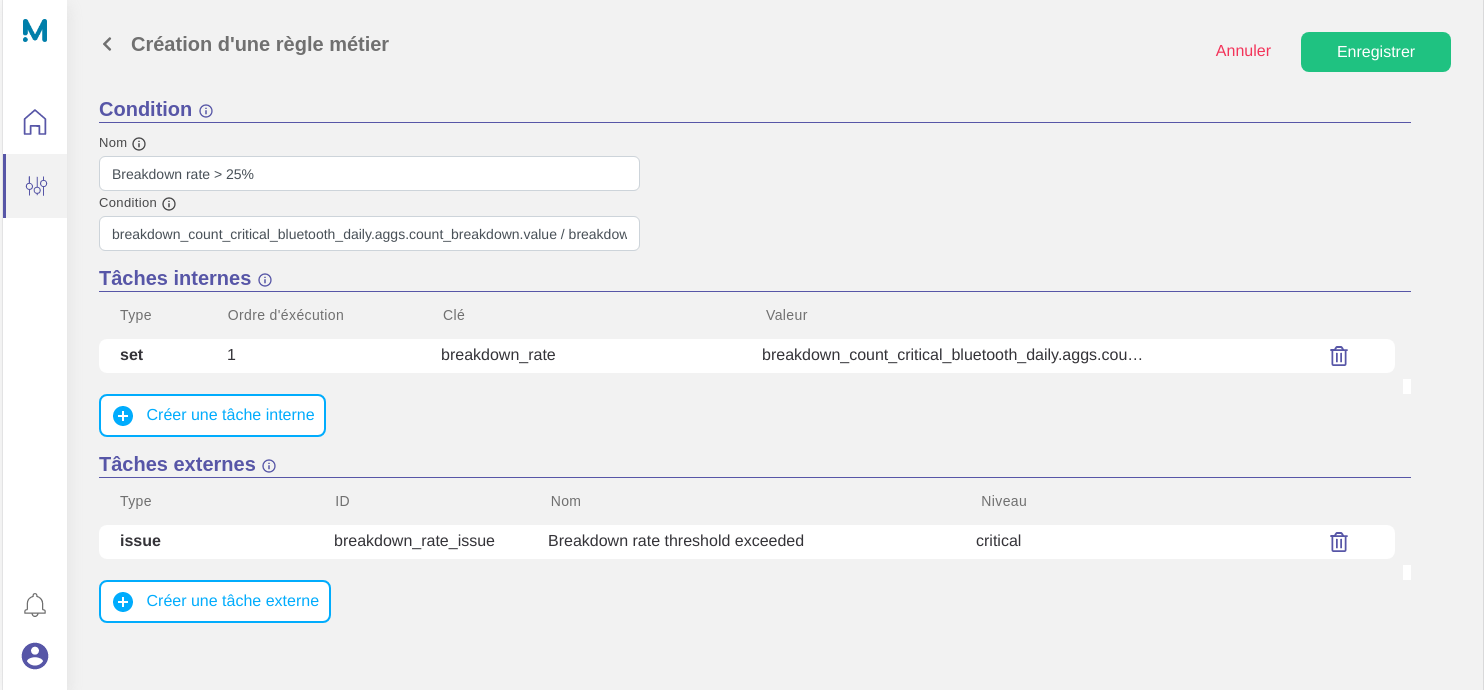 Création d'une règle métier
Annuler
Enregistrer
Condition
Nom
Breakdown rate > 25%
Condition
breakdown_count_critical_bluetooth_daily.aggs.count_breakdown.value / breakdow
Tâches internes
Type Ordre d'éxécution Clé Valeur
set 1 breakdown_rate breakdown_count_critical_bluetooth_daily.aggs.cou…
Créer une tâche interne
Tâches externes
Type ID Nom Niveau
issue breakdown_rate_issue Breakdown rate threshold exceeded critical
Créer une tâche externe